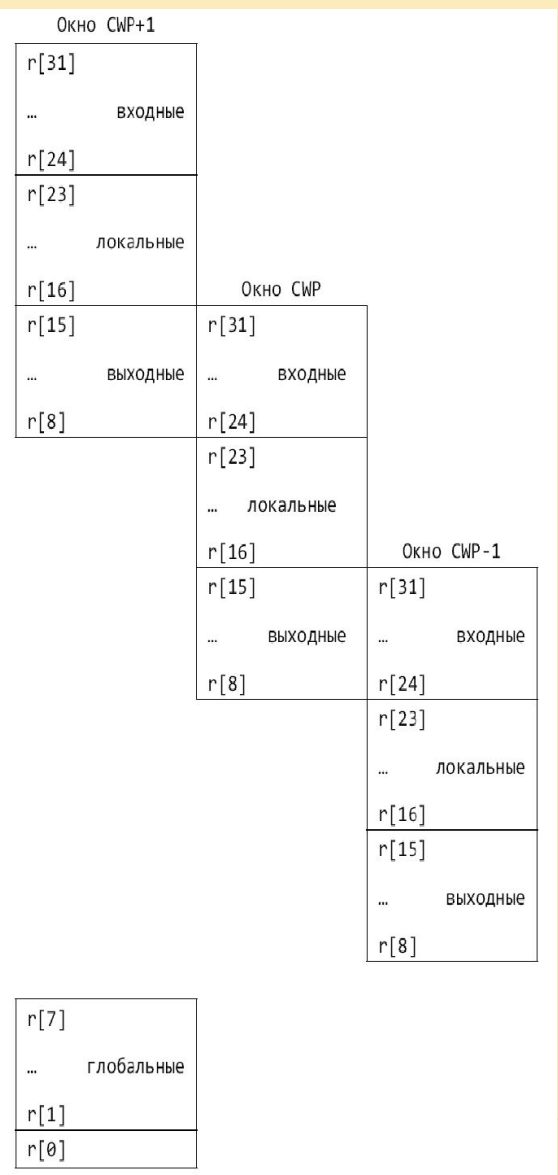 Окно CWP+1
r[31]
… входные
r[24]
r[23]
… локальные
r[16]
r[15]
… выходные
r[8]
Окно CWP
r[31]
… входные
r[24]
r[23]
… локальные
r[16]
r[15]
… выходные
r[8]
Окно CWP-1
r[31]
… входные
r[24]
r[23]
… локальные
r[16]
r[15]
… выходные
r[8]
r[7]
… глобальные
r[1]
r[0]